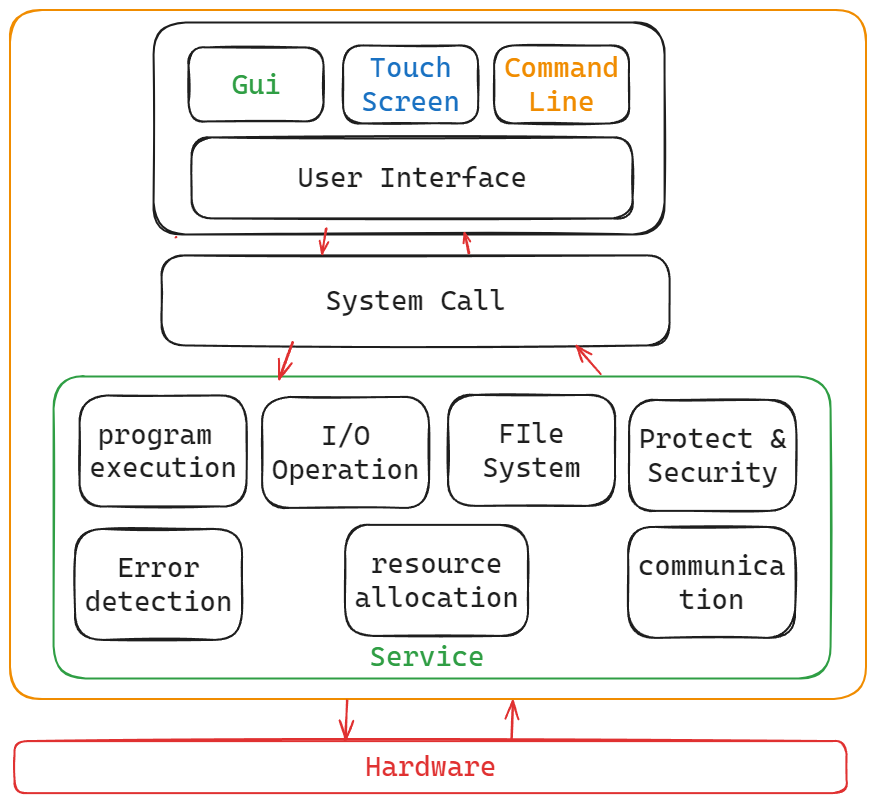 Gui
Touch
Screen
Command
Line
User Interface
System Call
program
execution
I/O
Operation
FIle
System
Protect &
Security
Error
detection
resource
allocation
communica
tion
Service
Hardware